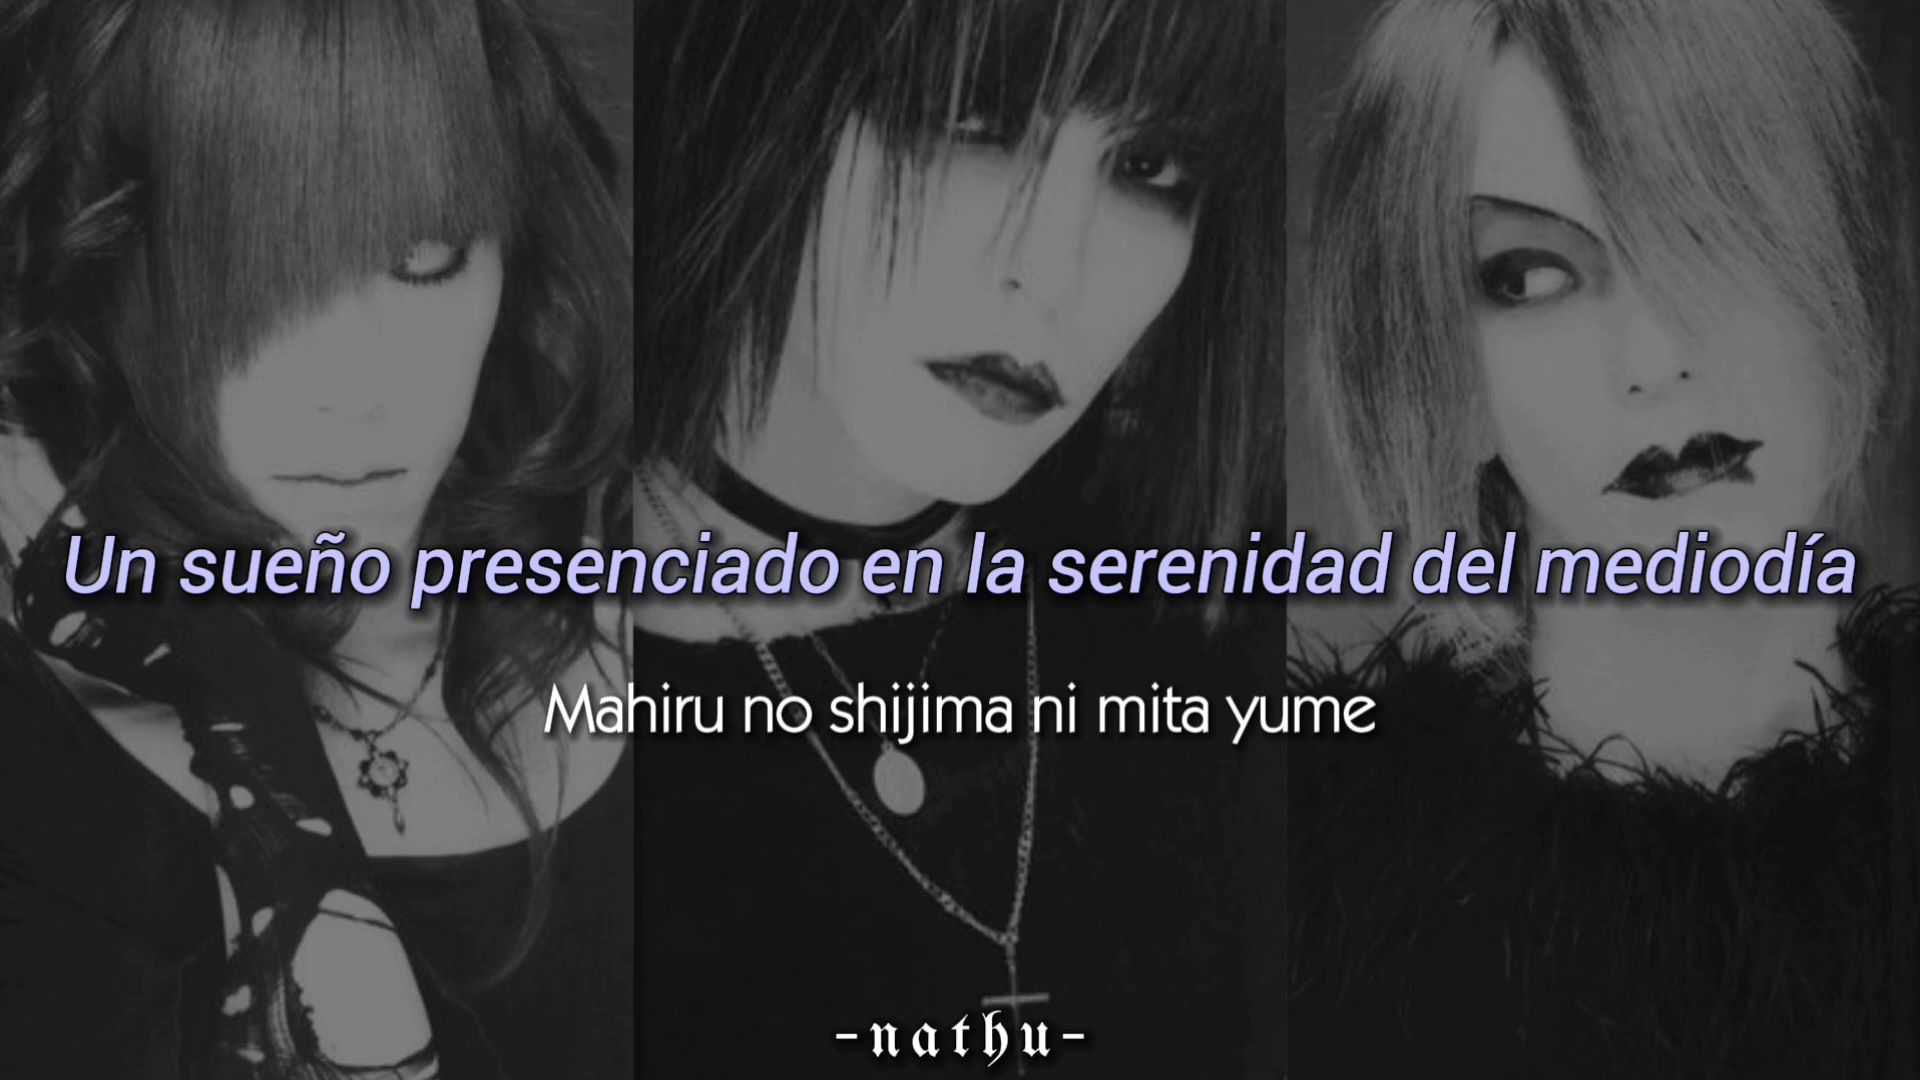 Un sueño presenciado en la serenidad del mediodía
Mahiru no shijima ni mita yume
-nathu-